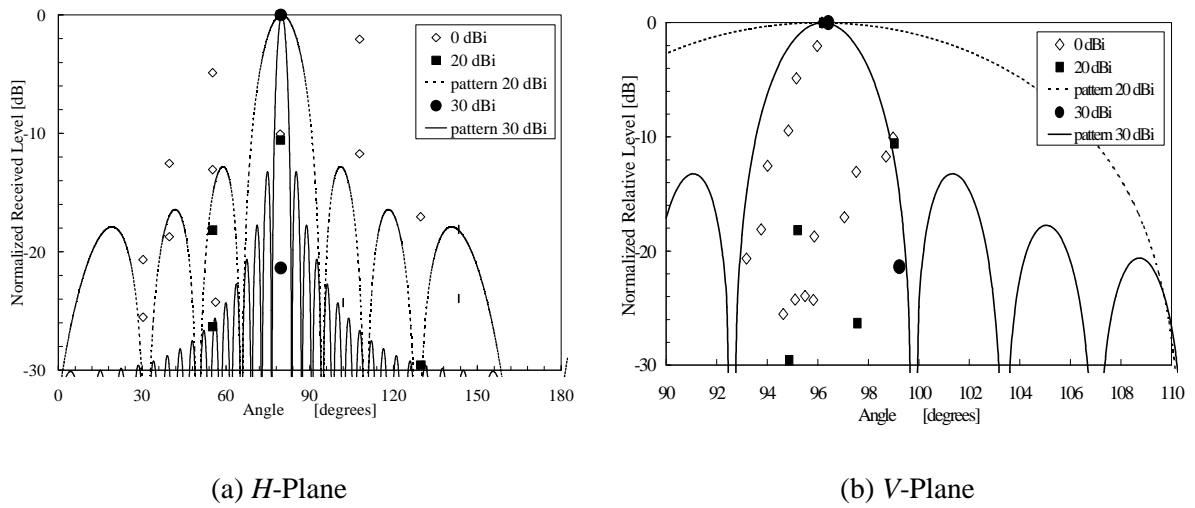 0
-10
-20
-30
Normalized Received Level [dB]
0 30 60 90 120 150 180
Angle [degrees]
0 dBi
20 dBi
pattern 20 dBi
30 dBi
pattern 30 dBi
(a) H-Plane
0
-10
-20
-30
Normalized Relative Level [dB]
90 92 94 96 98 100 102 104 106 108 110
Angle [degrees]
0 dBi
20 dBi
pattern 20 dBi
30 dBi
pattern 30 dBi
(b) V-Plane